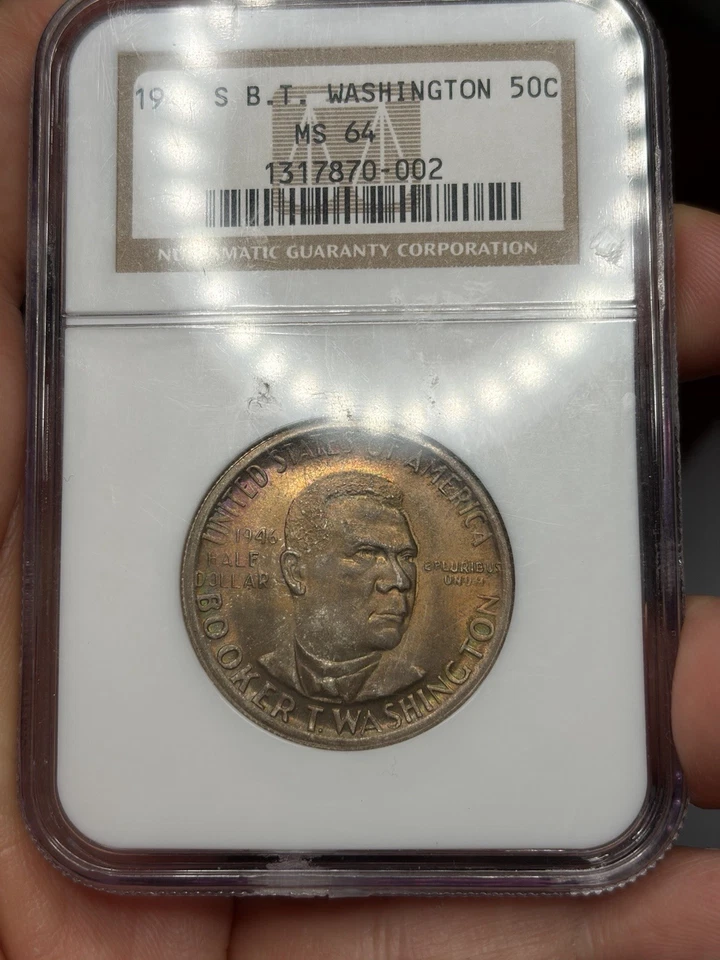 19 S B.T. WASHINGTON 50C
MS 64
1317870-002
NUMISMATIC GUARANTY CORPORATION
UNITED STATES OF AMERICA
1946
HALF
DOLLAR
E PLURIBUS
UNUM
BOOKER T. WASHINGTON